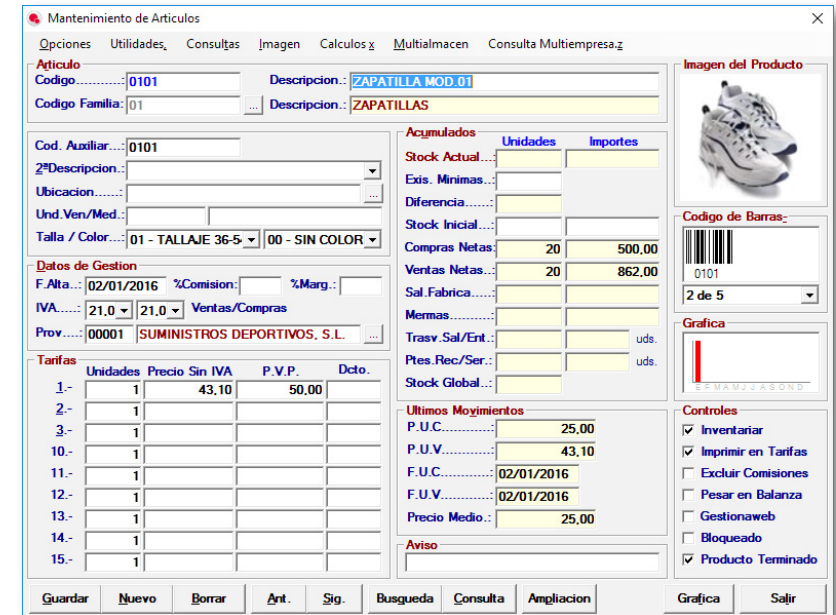 Mantenimiento de Articulos
Opciones Utilidades. Consultas Imagen Calculos x Multialmacen Consulta Multiempresa.z
Articulo
Codigo..........: 0101 Descripcion.: ZAPATILLA MOD.01
Codigo Familia: 01 ... Descripcion.: ZAPATILLAS
Imagen del Producto
Cod. Auxiliar...: 0101
2ªDescripcion.:
Ubicacion......: ...
Und.Ven/Med.:
Talla / Color...: 01 - TALLAJE 36-5 00 - SIN COLOR
Datos de Gestion
F.Alta..: 02/01/2016 %Comision: %Marg.:
IVA.....: 21,0 21,0 Ventas/Compras
Prov....: 00001 SUMINISTROS DEPORTIVOS, S.L. ...
Tarifas
Unidades Precio Sin IVA P.V.P. Dcto.
1.- 1 43,10 50,00
2.- 1
3.- 1
10.- 1
11.- 1
12.- 1
13.- 1
14.- 1
15.- 1
Acumulados
Unidades Importes
Stock Actual...:
Exis. Minimas..:
Diferencia......:
Stock Inicial...:
Compras Netas: 20 500,00
Ventas Netas..: 20 862,00
Sal.Fabrica.....:
Mermas..........:
Trasv.Sal/Ent.: uds.
Ptes.Rec/Ser.: uds.
Stock Global..:
Ultimos Movimientos
P.U.C............: 25,00
P.U.V............: 43,10
F.U.C............: 02/01/2016
F.U.V............: 02/01/2016
Precio Medio.: 25,00
Aviso
Codigo de Barras:
0101
2 de 5
Grafica
E F M A M J J A S O N D
Controles
Inventariar
Imprimir en Tarifas
Excluir Comisiones
Pesar en Balanza
Gestionaweb
Bloqueado
Producto Terminado
Guardar Nuevo Borrar Ant. Sig. Busqueda Consulta Ampliacion Grafica Salir